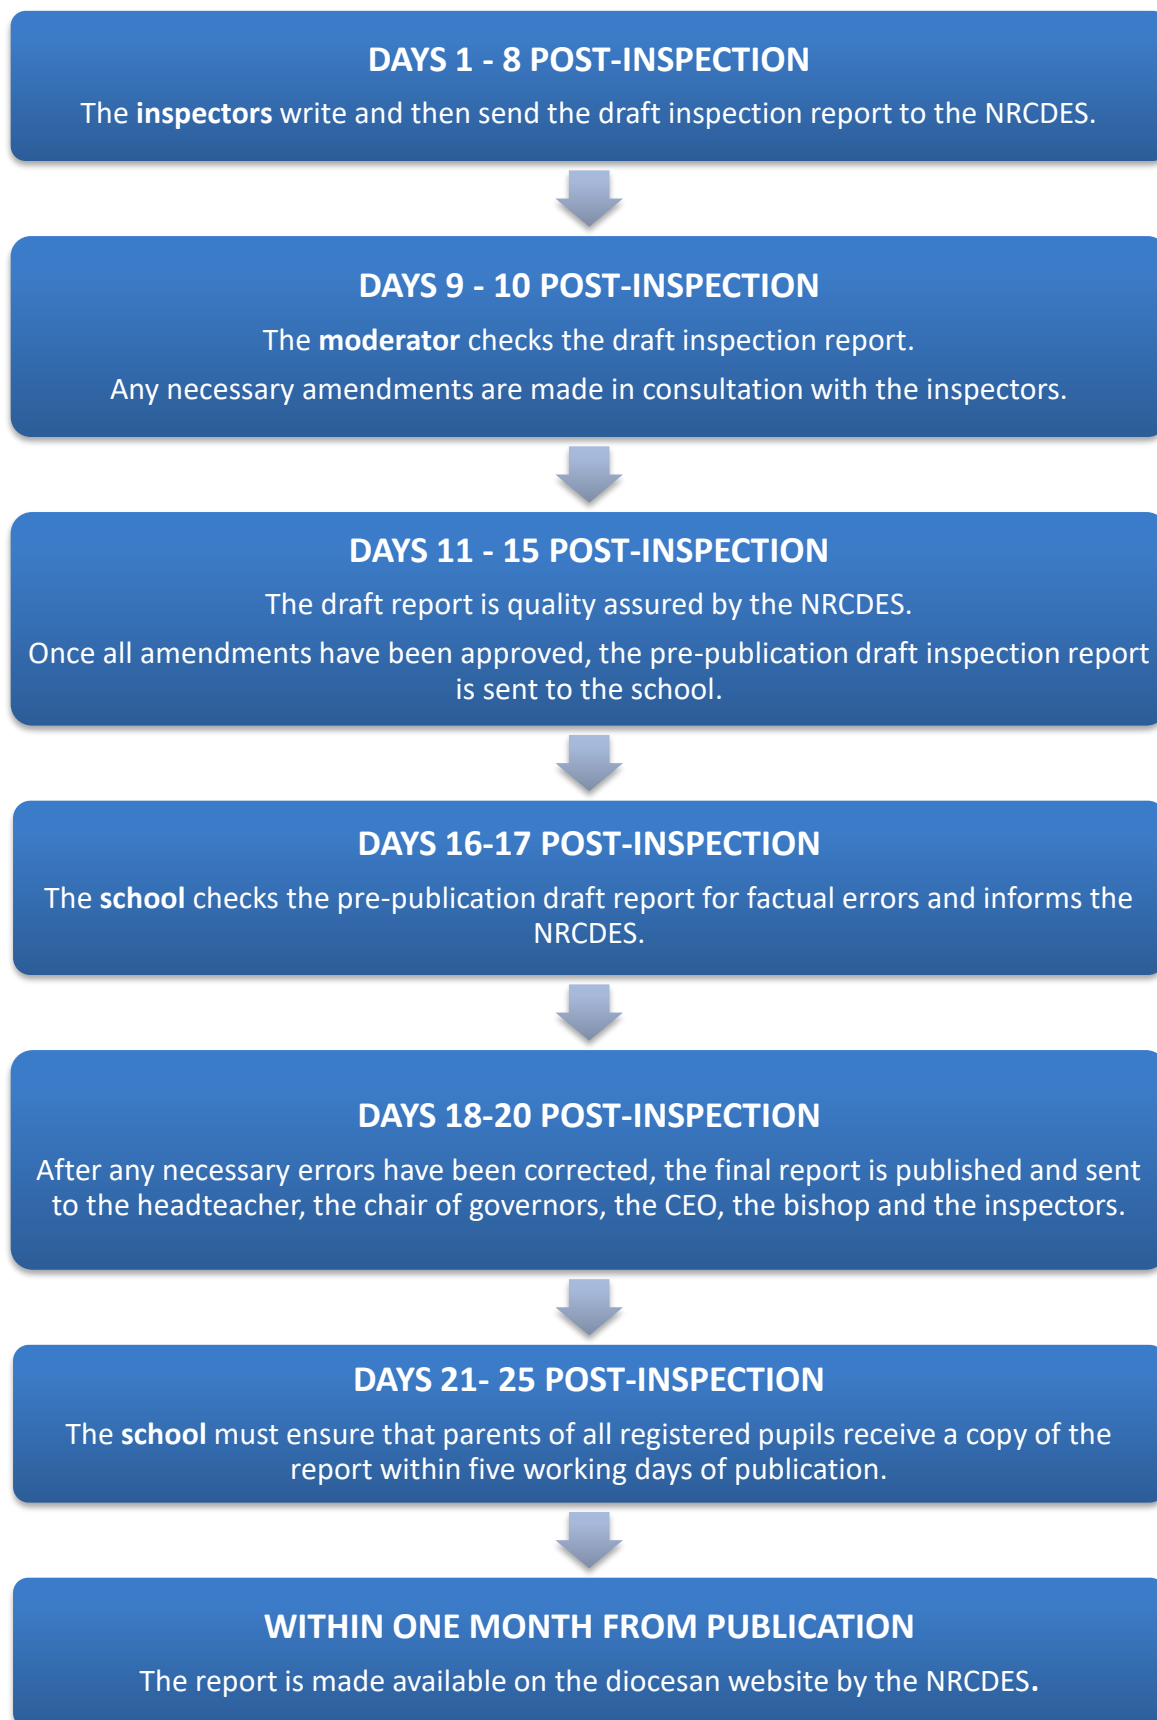 DAYS 1 - 8 POST-INSPECTION
The inspectors write and then send the draft inspection report to the NRCDES.
DAYS 9 - 10 POST-INSPECTION
The moderator checks the draft inspection report.
Any necessary amendments are made in consultation with the inspectors.
DAYS 11 - 15 POST-INSPECTION
The draft report is quality assured by the NRCDES.
Once all amendments have been approved, the pre-publication draft inspection report
is sent to the school.
DAYS 16-17 POST-INSPECTION
The school checks the pre-publication draft report for factual errors and informs the
NRCDES.
DAYS 18-20 POST-INSPECTION
After any necessary errors have been corrected, the final report is published and sent
to the headteacher, the chair of governors, the CEO, the bishop and the inspectors.
DAYS 21- 25 POST-INSPECTION
The school must ensure that parents of all registered pupils receive a copy of the
report within five working days of publication.
WITHIN ONE MONTH FROM PUBLICATION
The report is made available on the diocesan website by the NRCDES.